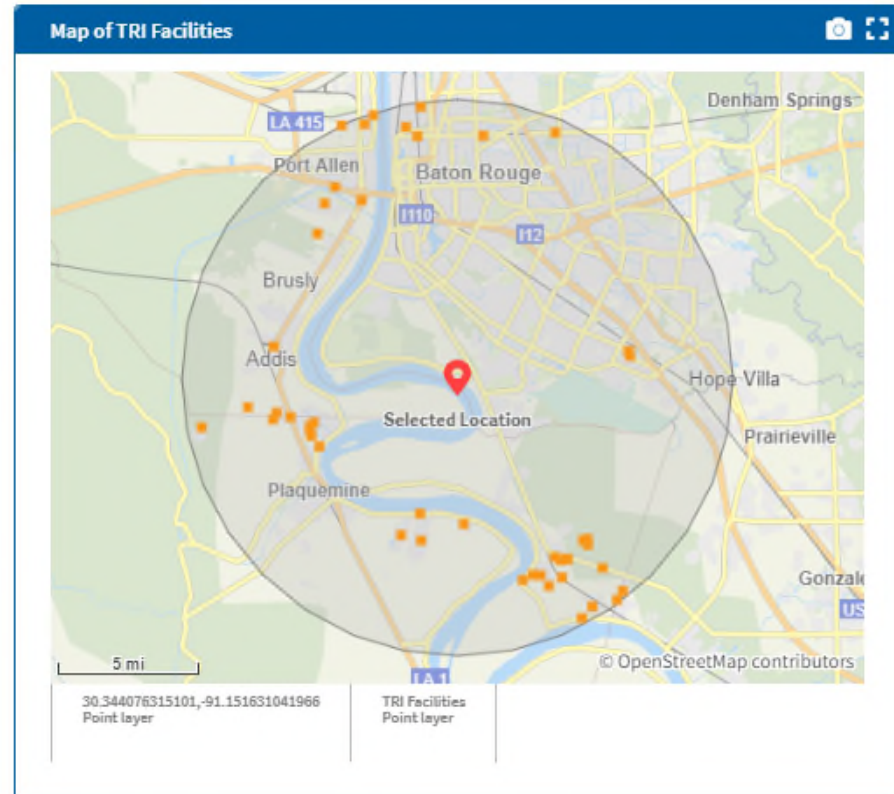 Map of TRI Facilities
Denham Springs
LA 415
Port Allen
Baton Rouge
I110
I12
Brusly
Addis
Hope Villa
Selected Location
Prairieville
Plaquemine
Gonzale
US
5 mi
© OpenStreetMap contributors
LA 1
30.344076315101,-91.151631041966
Point layer
TRI Facilities
Point layer